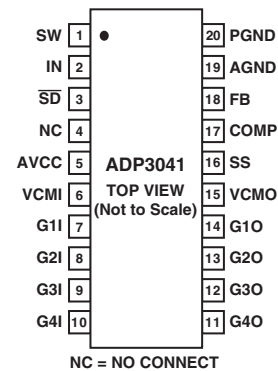 SW 1 20 PGND
IN 2 19 AGND
SD 3 18 FB
NC 4 17 COMP
AVCC 5 ADP3041 16 SS
VCMI 6 TOP VIEW 15 VCMO
(Not to Scale)
G1I 7 14 G1O
G2I 8 13 G2O
G3I 9 12 G3O
G4I 10 11 G4O
NC = NO CONNECT